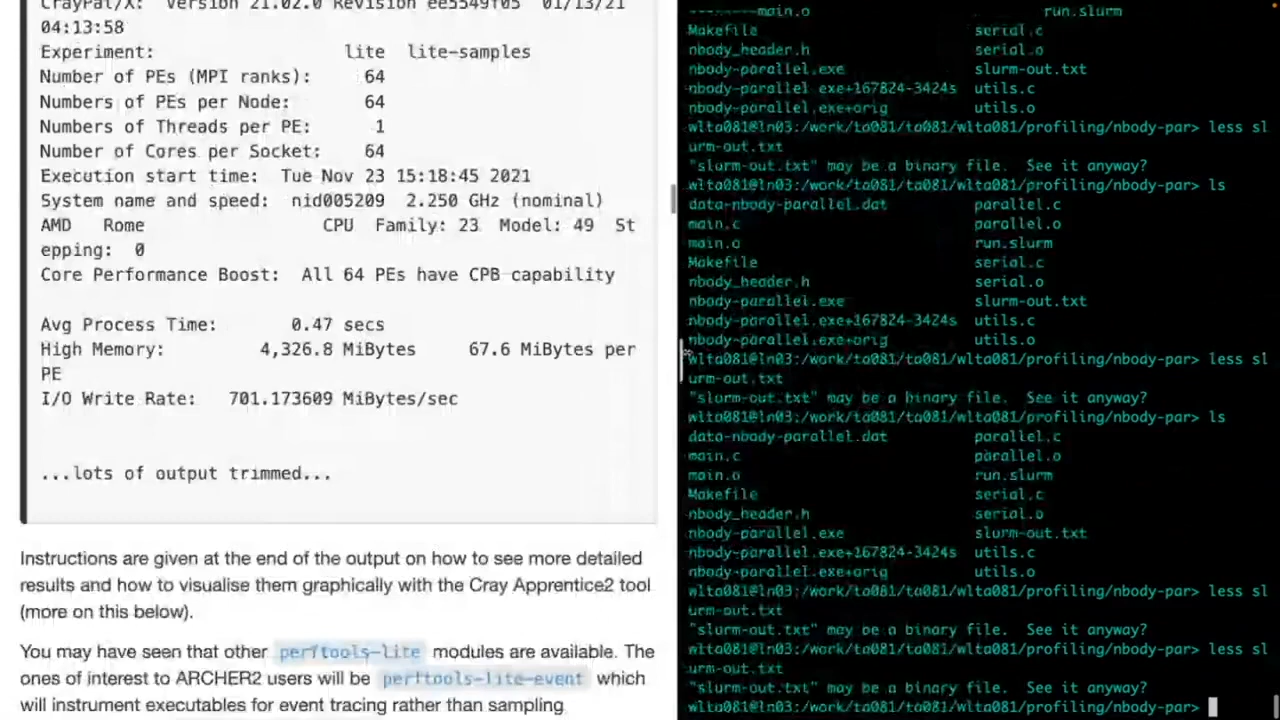 CrayPat/X: Version 21.02.0 Revision ee5549f05 01/13/21
04:13:58
Experiment: lite lite-samples
Number of PEs (MPI ranks): 64
Numbers of PEs per Node: 64
Numbers of Threads per PE: 1
Number of Cores per Socket: 64
Execution start time: Tue Nov 23 15:18:45 2021
System name and speed: nid005209 2.250 GHz (nominal)
AMD Rome CPU Family: 23 Model: 49 St
epping: 0
Core Performance Boost: All 64 PEs have CPB capability
Avg Process Time: 0.47 secs
High Memory: 4,326.8 MiBytes 67.6 MiBytes per
PE
I/O Write Rate: 701.173609 MiBytes/sec
...lots of output trimmed...
Instructions are given at the end of the output on how to see more detailed
results and how to visualise them graphically with the Cray Apprentice2 tool
(more on this below).
You may have seen that other perftools-lite modules are available. The
ones of interest to ARCHER2 users will be perftools-lite-event which
will instrument executables for event tracing rather than sampling
main.o run.slurm
Makefile serial.c
nbody_header.h serial.o
nbody-parallel.exe slurm-out.txt
nbody-parallel.exe+167824-3424s utils.c
nbody-parallel.exe+orig utils.o
wlta081@ln03:/work/ta081/ta081/wlta081/profiling/nbody-par> less sl
urm-out.txt
"slurm-out.txt" may be a binary file. See it anyway?
wlta081@ln03:/work/ta081/ta081/wlta081/profiling/nbody-par> ls
data-nbody-parallel.dat parallel.c
main.c parallel.o
main.o run.slurm
Makefile serial.c
nbody_header.h serial.o
nbody-parallel.exe slurm-out.txt
nbody-parallel.exe+167824-3424s utils.c
nbody-parallel.exe+orig utils.o
wlta081@ln03:/work/ta081/ta081/wlta081/profiling/nbody-par> less sl
urm-out.txt
"slurm-out.txt" may be a binary file. See it anyway?
wlta081@ln03:/work/ta081/ta081/wlta081/profiling/nbody-par> ls
data-nbody-parallel.dat parallel.c
main.c parallel.o
main.o run.slurm
Makefile serial.c
nbody_header.h serial.o
nbody-parallel.exe slurm-out.txt
nbody-parallel.exe+167824-3424s utils.c
nbody-parallel.exe+orig utils.o
wlta081@ln03:/work/ta081/ta081/wlta081/profiling/nbody-par> less sl
urm-out.txt
"slurm-out.txt" may be a binary file. See it anyway?
wlta081@ln03:/work/ta081/ta081/wlta081/profiling/nbody-par> less sl
urm-out.txt
"slurm-out.txt" may be a binary file. See it anyway?
wlta081@ln03:/work/ta081/ta081/wlta081/profiling/nbody-par>